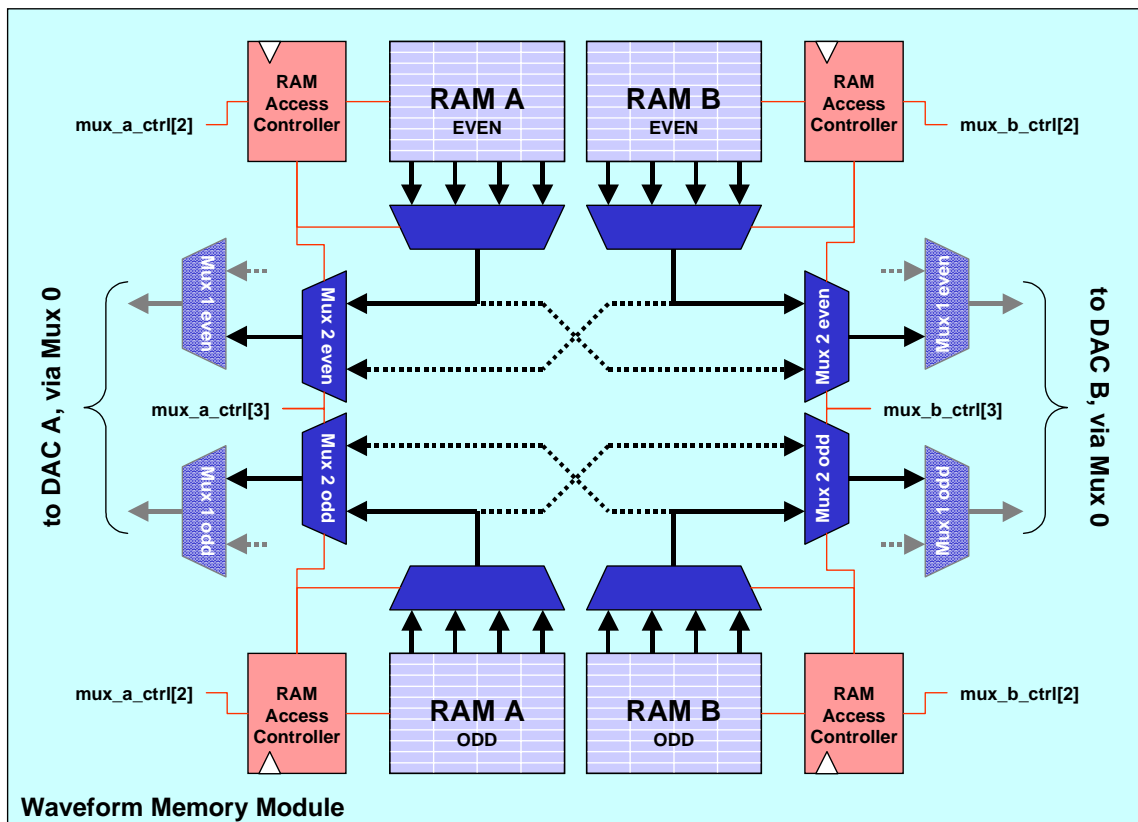 RAM
Access
Controller
RAM A
EVEN
RAM B
EVEN
RAM
Access
Controller
mux_a_ctrl[2]
mux_b_ctrl[2]
Mux 1 even
Mux 2 even
Mux 2 even
Mux 1 even
to DAC A, via Mux 0
to DAC B, via Mux 0
mux_a_ctrl[3]
mux_b_ctrl[3]
Mux 1 odd
Mux 2 odd
Mux 2 odd
Mux 1 odd
mux_a_ctrl[2]
RAM
Access
Controller
RAM A
ODD
RAM B
ODD
RAM
Access
Controller
mux_b_ctrl[2]
Waveform Memory Module